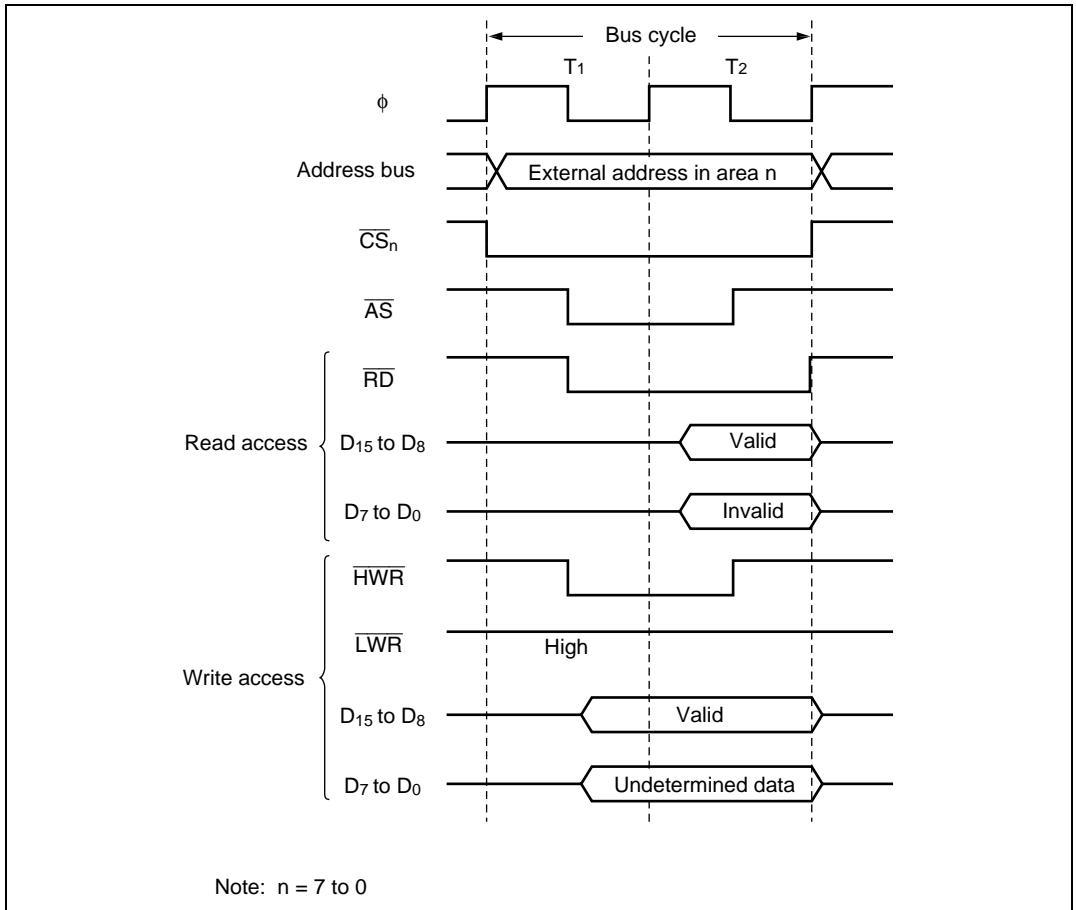 Bus cycle
T1 T2
φ
Address bus External address in area n
CSn
AS
RD
Read access D15 to D8 Valid
D7 to D0 Invalid
HWR
LWR High
Write access
D15 to D8 Valid
D7 to D0 Undetermined data
Note: n = 7 to 0